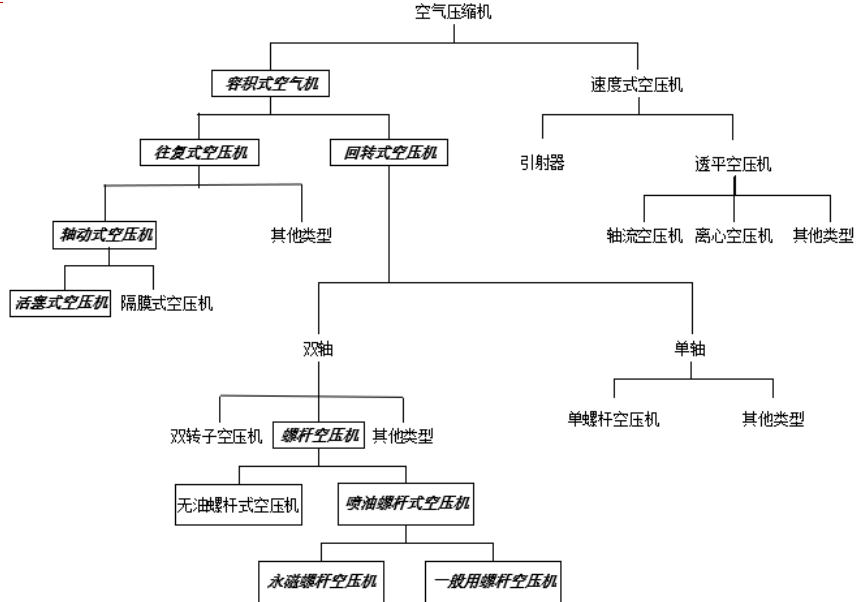 空气压缩机
容积式空气机
速度式空压机
往复式空压机
回转式空压机
引射器
透平空压机
轴动式空压机
其他类型
轴流空压机
离心空压机
其他类型
活塞式空压机
隔膜式空压机
双轴
单轴
双转子空压机
螺杆空压机
其他类型
单螺杆空压机
其他类型
无油螺杆式空压机
喷油螺杆式空压机
永磁螺杆空压机
一般用螺杆空压机